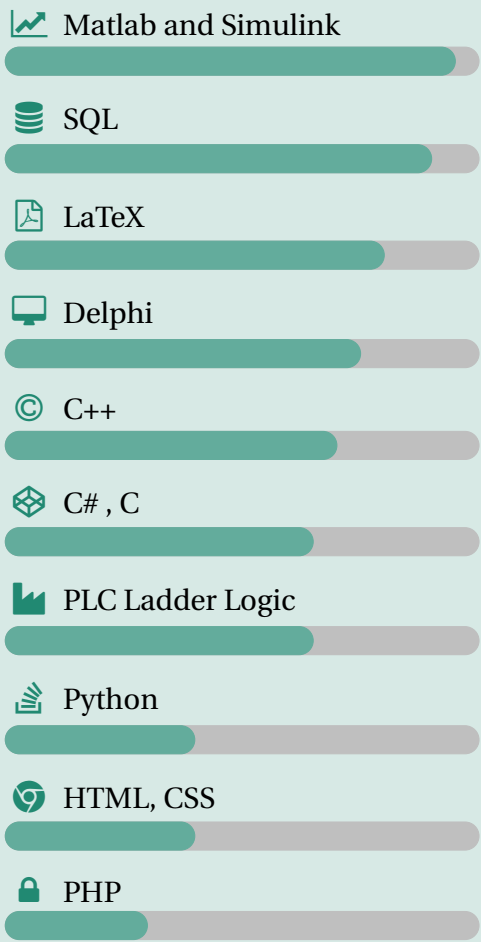 Matlab and Simulink
SQL
LaTeX
Delphi
C++
C# , C
PLC Ladder Logic
Python
HTML, CSS
PHP